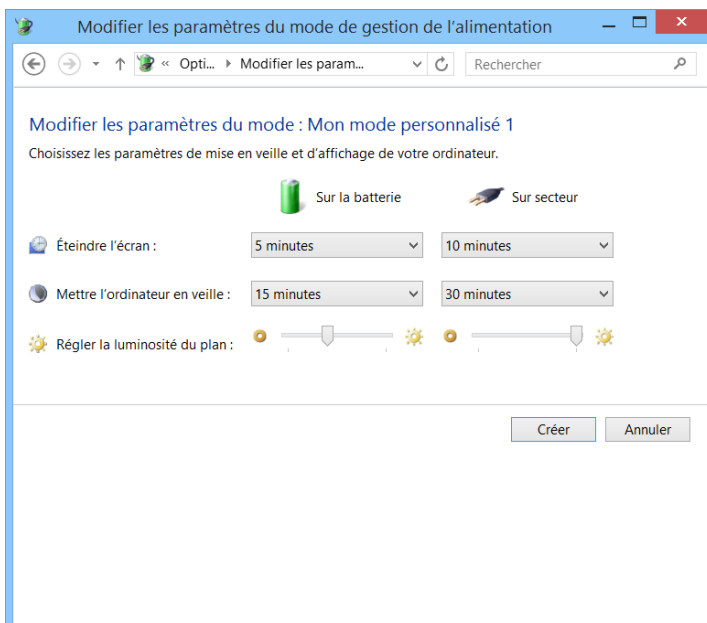 Modifier les paramètres du mode de gestion de l'alimentation
« Opti... Modifier les param... Rechercher
Modifier les paramètres du mode : Mon mode personnalisé 1
Choisissez les paramètres de mise en veille et d'affichage de votre ordinateur.
Sur la batterie Sur secteur
Éteindre l'écran : 5 minutes 10 minutes
Mettre l'ordinateur en veille : 15 minutes 30 minutes
Régler la luminosité du plan :
Créer Annuler